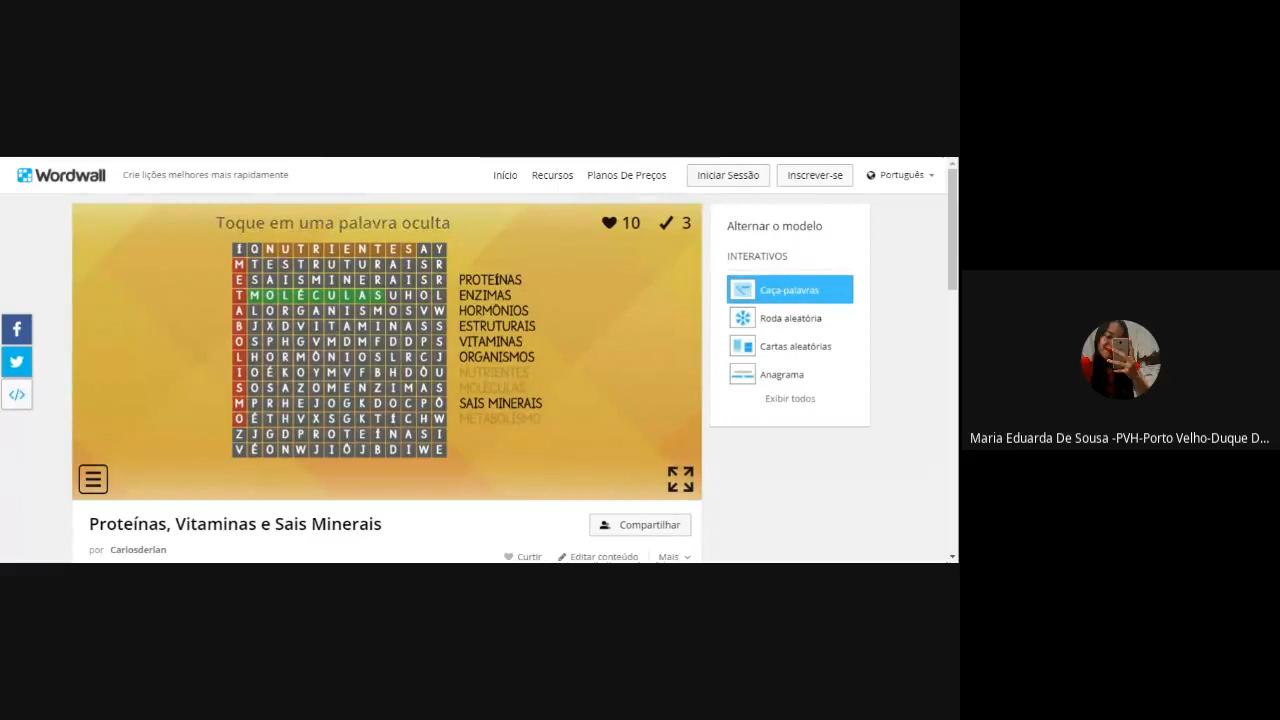 Wordwall Crie lições melhores mais rapidamente Início Recursos Planos De Preços Iniciar Sessão Inscrever-se Português
Toque em uma palavra oculta 10 3
Í Q N U T R I E N T E S A Y
M T E S T R U T U R A I S R
E S A I S M I N E R A I S R
T M O L É C U L A S U H O L
A L O R G A N I S M O S V W
B J X D V I T A M I N A S S
O S P H G V M D M F D D P S
L H O R M Ô N I O S L R C J
I O É K O Y M V F B H D Ô U
S O S A Z O M E N Z I M A S
M P R H E J O G K D O C P Ô
O É T H V X S G K T Í C H W
Z J G D P R O T E Í N A S I
V É O N W J I Ô J B D I W E
PROTEÍNAS
ENZIMAS
HORMÔNIOS
ESTRUTURAIS
VITAMINAS
ORGANISMOS
NUTRIENTES
MOLÉCULAS
SAIS MINERAIS
METABOLISMO
Alternar o modelo
INTERATIVOS
Caça-palavras
Roda aleatória
Cartas aleatórias
Anagrama
Exibir todos
Proteínas, Vitaminas e Sais Minerais
Compartilhar
por Carlosderlan
Curtir Editar conteúdo Mais
Maria Eduarda De Sousa -PVH-Porto Velho-Duque D...